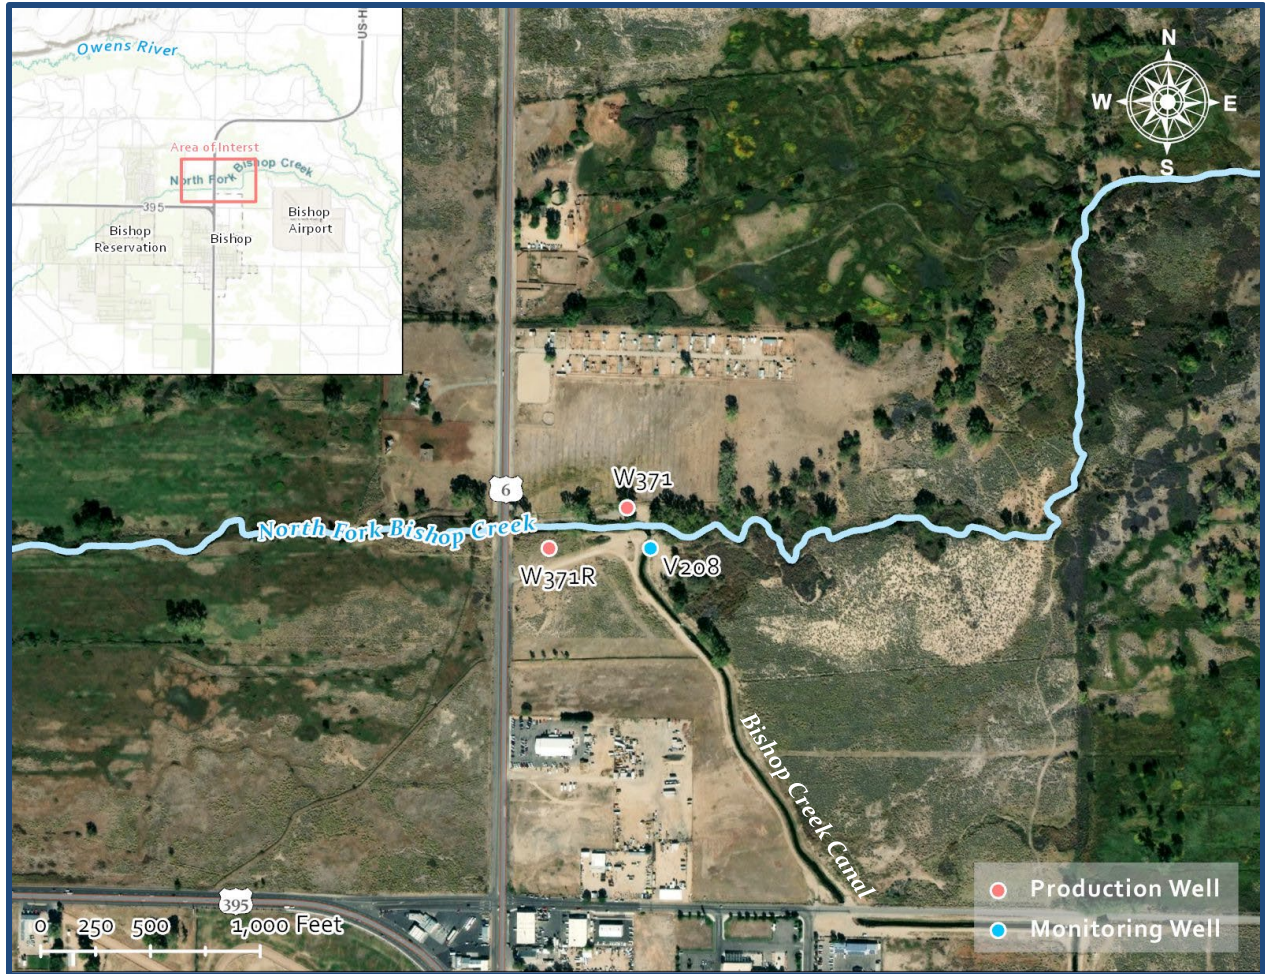 Owens River
US-H
Area of Interst
North Fork Bishop Creek
395
Bishop
Reservation
Bishop
Bishop
Airport
N
W
E
S
W371
6
North Fork Bishop Creek
W371R
V208
Bishop Creek Canal
395
0 250 500 1,000 Feet
Production Well
Monitoring Well